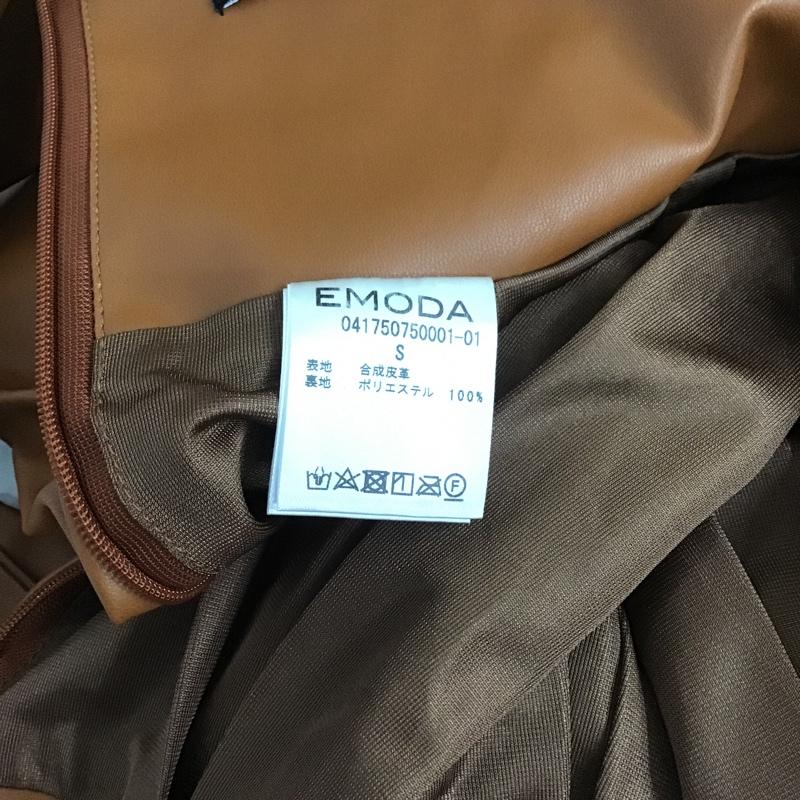 EMODA
041750750001-01
S
表地 合成皮革
裏地 ポリエステル 100%
F